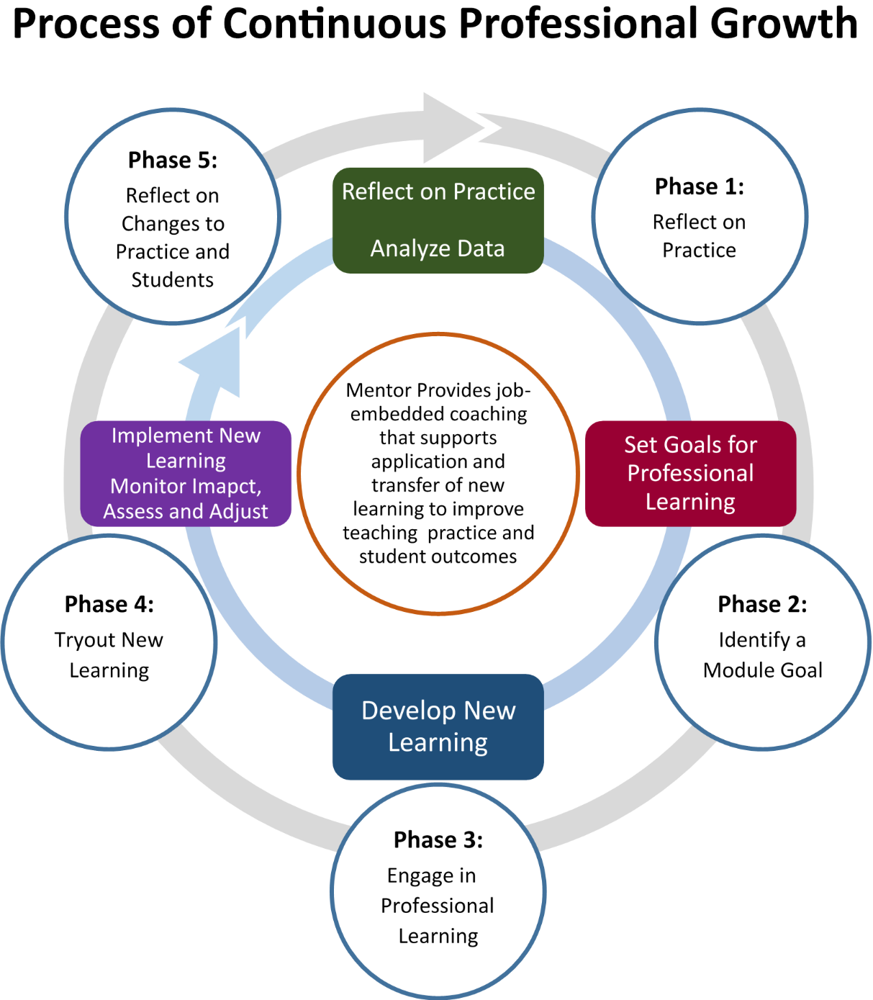 Process of Continuous Professional Growth
Phase 5:
Reflect on
Changes to
Practice and
Students
Reflect on Practice
Analyze Data
Phase 1:
Reflect on
Practice
Mentor Provides job-
embedded coaching
that supports
application and
transfer of new
learning to improve
teaching  practice and
student outcomes
Implement New
Learning
Monitor Imapct,
Assess and Adjust
Set Goals for
Professional
Learning
Phase 4:
Tryout New
Learning
Phase 2:
Identify a
Module Goal
Develop New
Learning
Phase 3:
Engage in
Professional
Learning